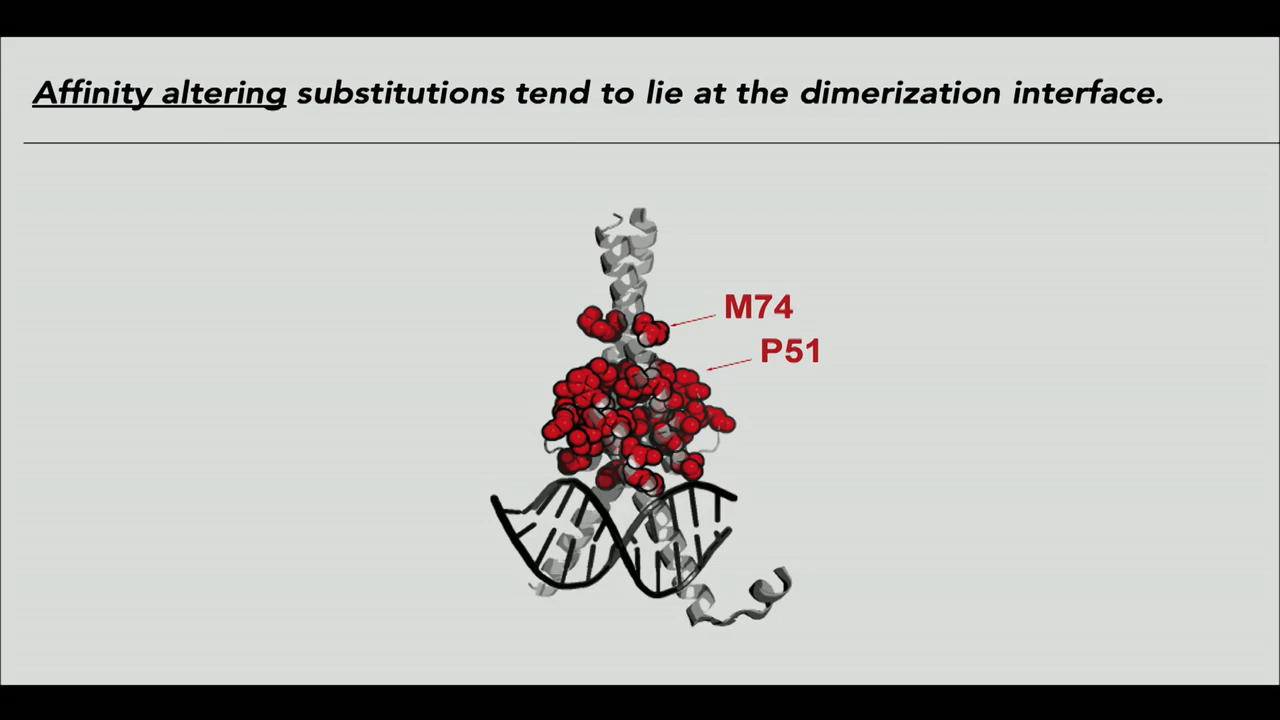 Affinity altering substitutions tend to lie at the dimerization interface.
M74
P51